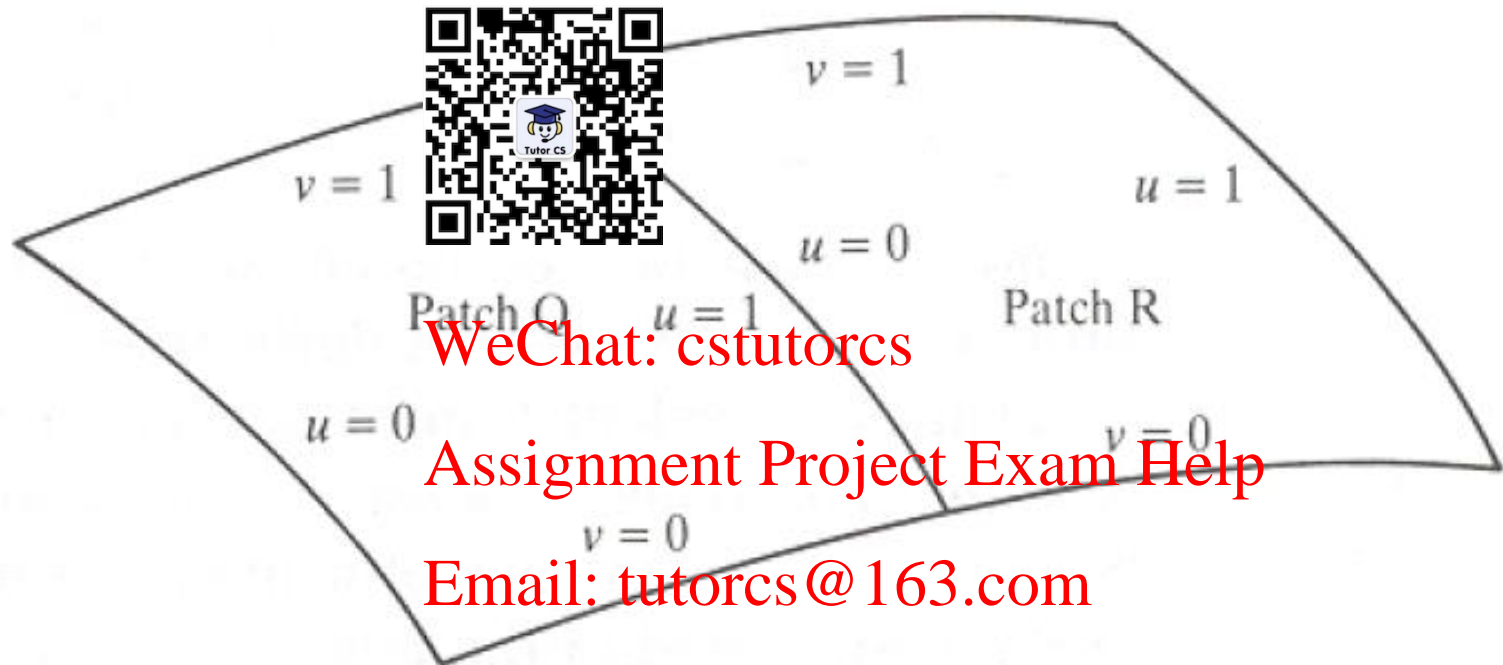 v = 1
Tutor CS
v = 1
u = 1
u = 0
Patch Q
u = 1
Patch R
WeChat: cstutorcs
u = 0
v = 0
Assignment Project Exam Help
v = 0
Email: tutorcs@163.com